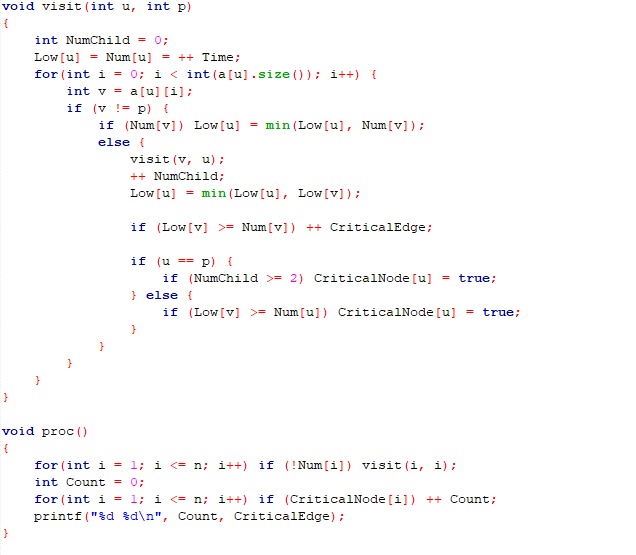 void visit(int u, int p)
{
    int NumChild = 0;
    Low[u] = Num[u] = ++ Time;
    for(int i = 0; i < int(a[u].size()); i++) {
        int v = a[u][i];
        if (v != p) {
            if (Num[v]) Low[u] = min(Low[u], Num[v]);
            else {
                visit(v, u);
                ++ NumChild;
                Low[u] = min(Low[u], Low[v]);

                if (Low[v] >= Num[v]) ++ CriticalEdge;

                if (u == p) {
                    if (NumChild >= 2) CriticalNode[u] = true;
                } else {
                    if (Low[v] >= Num[u]) CriticalNode[u] = true;
                }
            }
        }
    }
}

void proc()
{
    for(int i = 1; i <= n; i++) if (!Num[i]) visit(i, i);
    int Count = 0;
    for(int i = 1; i <= n; i++) if (CriticalNode[i]) ++ Count;
    printf("%d %d\n", Count, CriticalEdge);
}